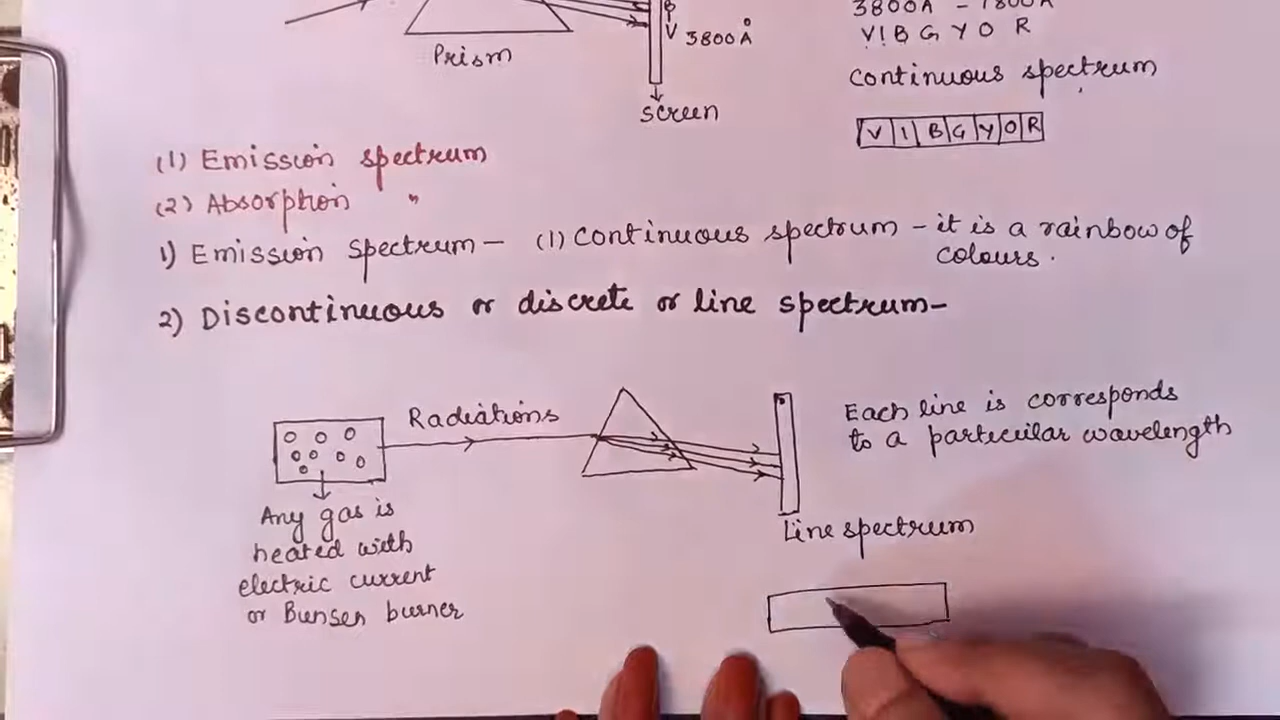 3800Å
V
V 3800 Å
VIBGYOR
Prism
Continuous spectrum
screen
V I B G Y O R
(1) Emission spectrum
(2) Absorption "
1) Emission spectrum – (1) continuous spectrum – it is a rainbow of
colours.
2) Discontinuous or discrete or line spectrum–
Radiations
Each line is corresponds
to a particular wavelength
Any gas is
heated with
electric current
or Bunsen burner
Line spectrum